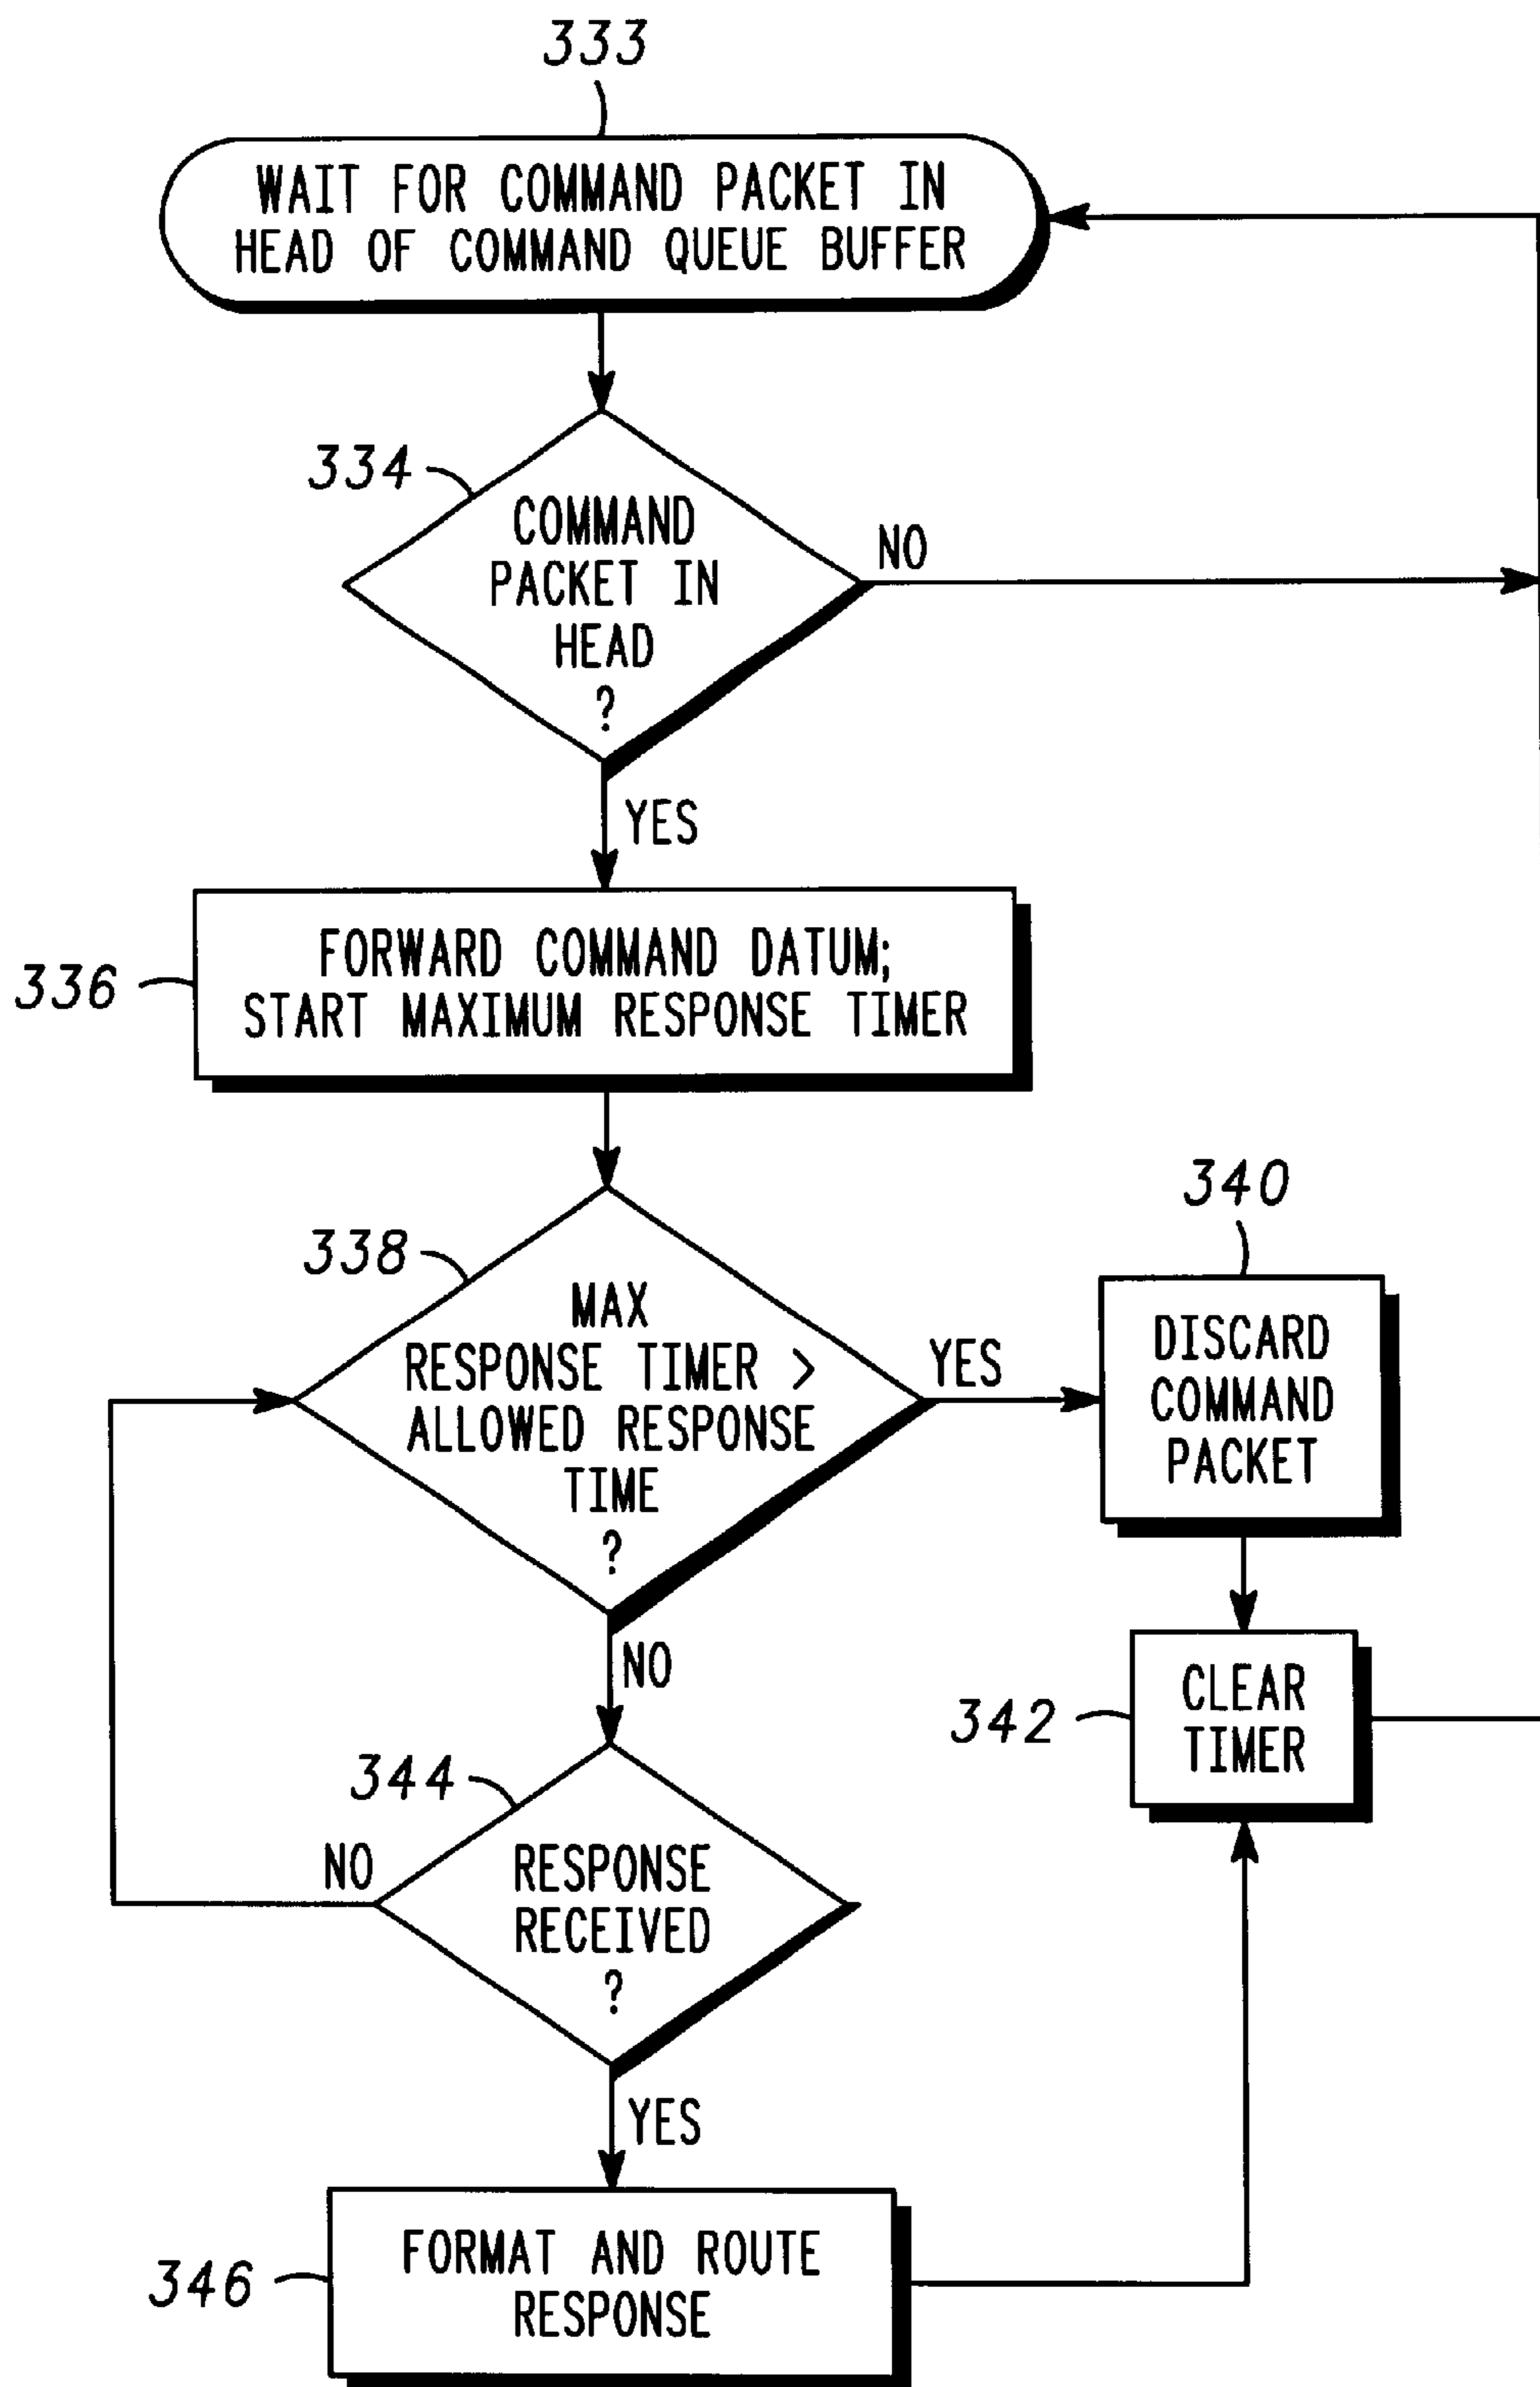 333
WAIT FOR COMMAND PACKET IN
HEAD OF COMMAND QUEUE BUFFER
334
COMMAND
PACKET IN
HEAD
?
NO
YES
336
FORWARD COMMAND DATUM;
START MAXIMUM RESPONSE TIMER
338
MAX
RESPONSE TIMER >
ALLOWED RESPONSE
TIME
?
YES
340
DISCARD
COMMAND
PACKET
NO
342
CLEAR
TIMER
344
NO
RESPONSE
RECEIVED
?
YES
346
FORMAT AND ROUTE
RESPONSE